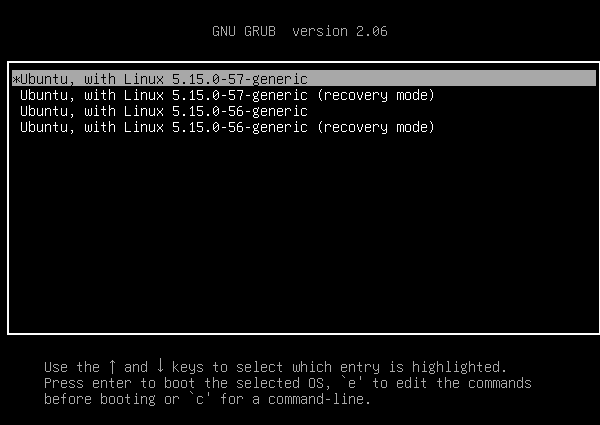 GNU GRUB  version 2.06
*Ubuntu, with Linux 5.15.0-57-generic
Ubuntu, with Linux 5.15.0-57-generic (recovery mode)
Ubuntu, with Linux 5.15.0-56-generic
Ubuntu, with Linux 5.15.0-56-generic (recovery mode)
Use the ↑ and ↓ keys to select which entry is highlighted.
Press enter to boot the selected OS, `e' to edit the commands
before booting or `c' for a command-line.